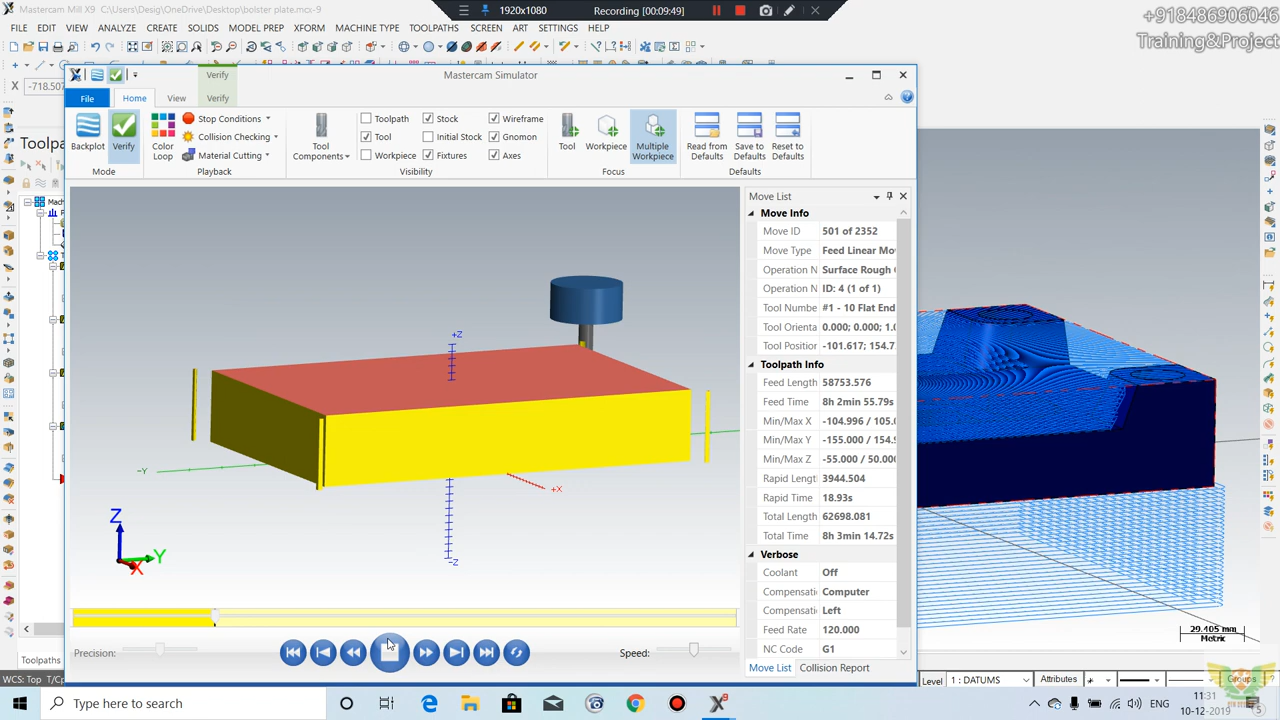 Mastercam Mill X9 C:\Users\Desig\OneDrive\Desktop\bolster plate.mcx-9
1920x1080 Recording [00:09:49]
+918486906046
Training&Project
FILE EDIT VIEW ANALYZE CREATE SOLIDS MODEL PREP XFORM MACHINE TYPE TOOLPATHS SCREEN ART SETTINGS HELP
X -718.507
Mastercam Simulator
Verify
File Home View Verify
Backplot
Verify
Mode
Color Loop
Stop Conditions
Collision Checking
Material Cutting
Playback
Tool Components
Toolpath Stock Wireframe
Tool Initial Stock Gnomon
Workpiece Fixtures Axes
Visibility
Tool Workpiece Multiple Workpiece
Focus
Read from Defaults Save to Defaults Reset to Defaults
Defaults
Move List
Move Info
Move ID 501 of 2352
Move Type Feed Linear Mo
Operation N Surface Rough
Operation N ID: 4 (1 of 1)
Tool Numbe #1 - 10 Flat End
Tool Orienta 0.000; 0.000; 1.0
Tool Position -101.617; 154.7
Toolpath Info
Feed Length 58753.576
Feed Time 8h 2min 55.79s
Min/Max X -104.996 / 105.0
Min/Max Y -155.000 / 154.9
Min/Max Z -55.000 / 50.000
Rapid Length 3944.504
Rapid Time 18.93s
Total Length 62698.081
Total Time 8h 3min 14.72s
Verbose
Coolant Off
Compensati Computer
Compensati Left
Feed Rate 120.000
NC Code G1
Move List Collision Report
+Z
-Y
+X
-Z
Z
Y
X
Precision:
Speed:
Toolpaths
WCS: Top T/C
29.405 mm
Metric
Level 1 : DATUMS Attributes Groups
Type here to search
ENG
11:31
10-12-2019